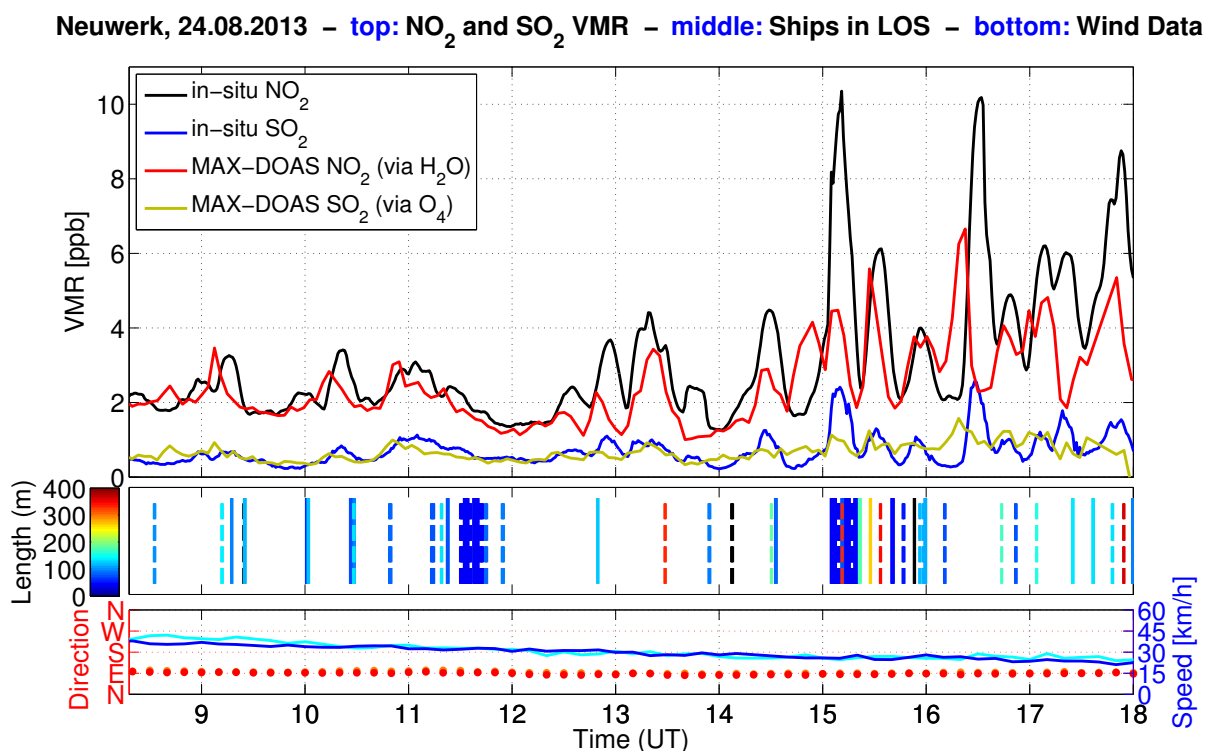 Neuwerk, 24.08.2013 − top: NO2 and SO2 VMR − middle: Ships in LOS − bottom: Wind Data
in−situ NO2
in−situ SO2
MAX−DOAS NO2 (via H2O)
MAX−DOAS SO2 (via O4)
VMR [ppb]
10
8
6
4
2
0
Length (m)
400
300
200
100
0
Direction
N
W
S
E
N
60
45
30
15
0
Speed [km/h]
9 10 11 12 13 14 15 16 17 18
Time (UT)